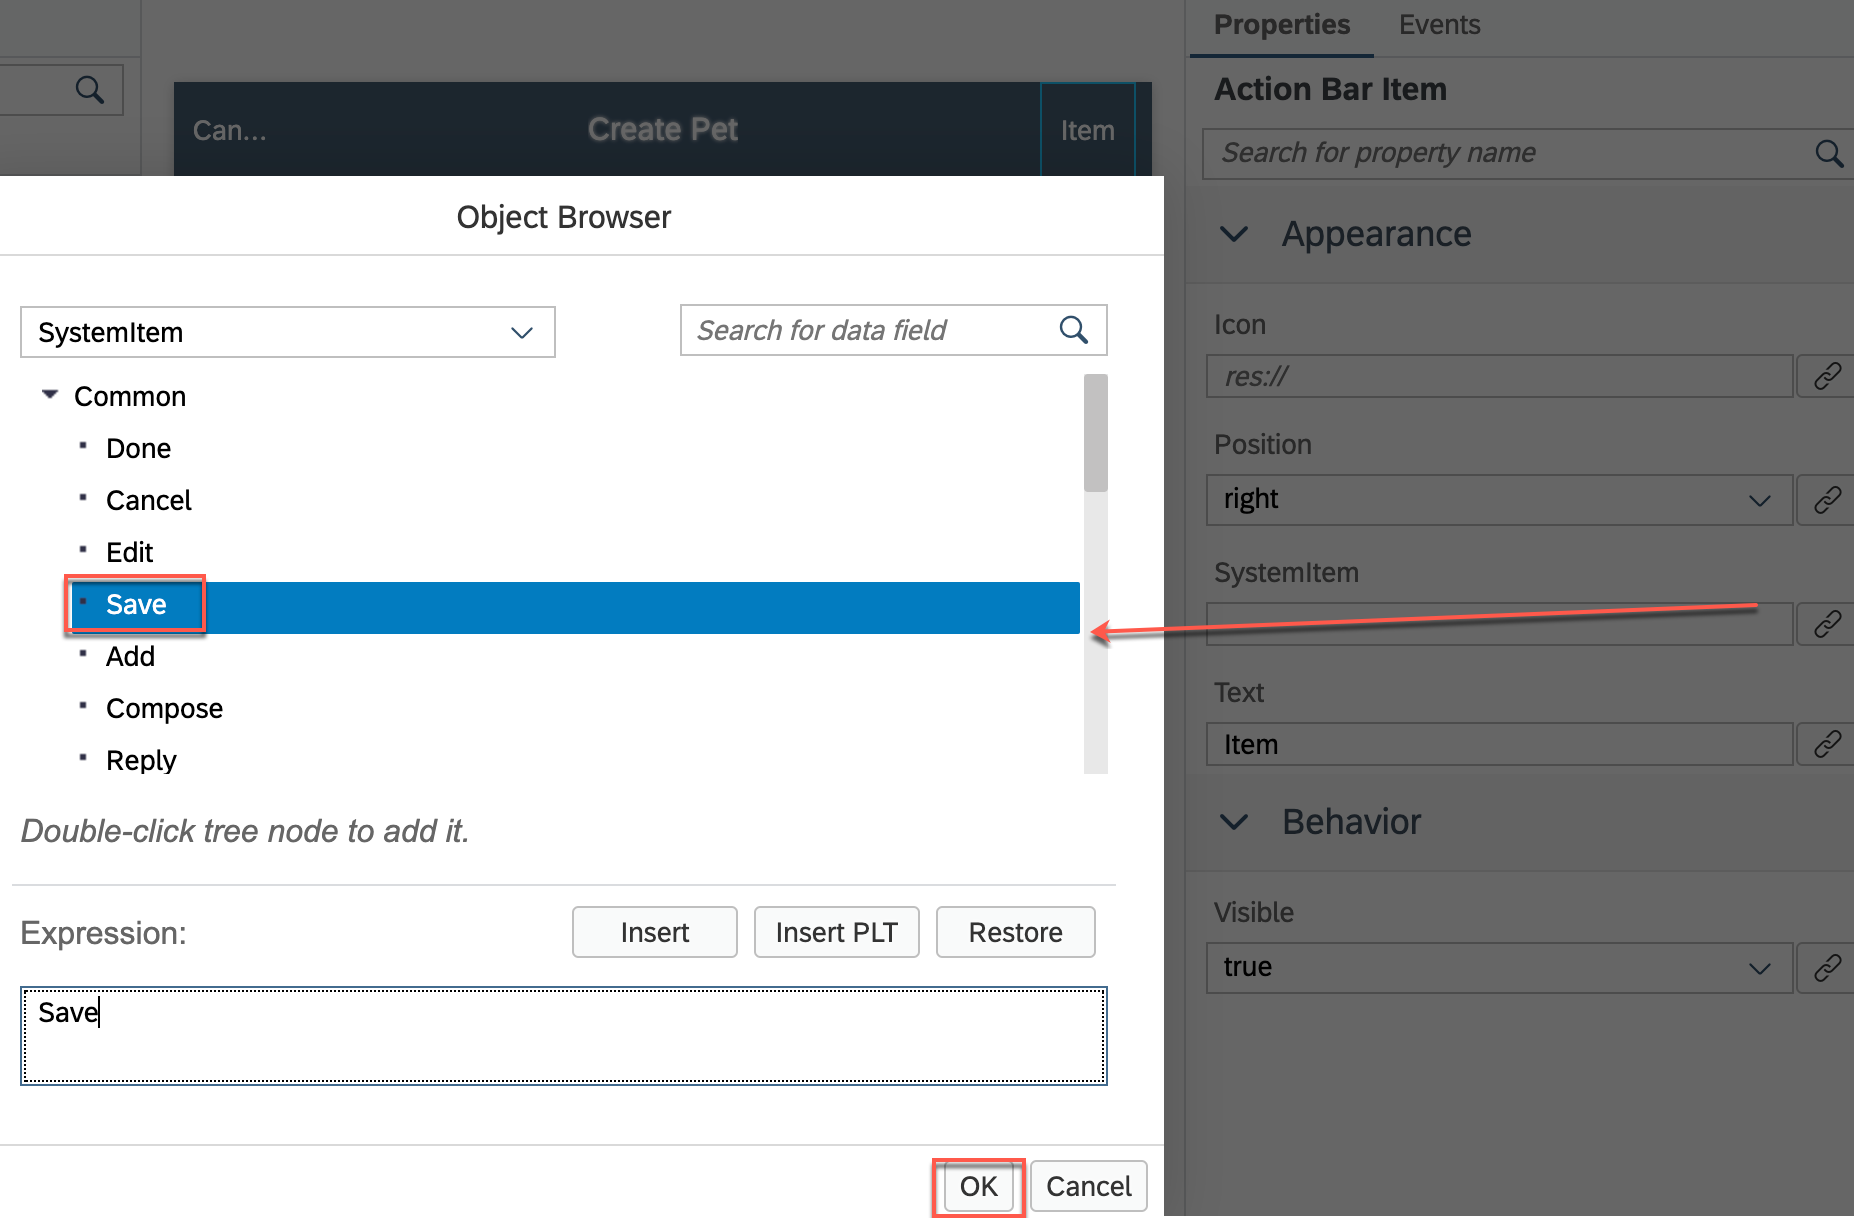 Properties
Events
Can...
Create Pet
Item
Action Bar Item
Search for property name
Object Browser
SystemItem
Search for data field
Common
Done
Cancel
Edit
Save
Add
Compose
Reply
Double-click tree node to add it.
Expression:
Insert
Insert PLT
Restore
Save
OK
Cancel
Appearance
Icon
res://
Position
right
SystemItem
Text
Item
Behavior
Visible
true